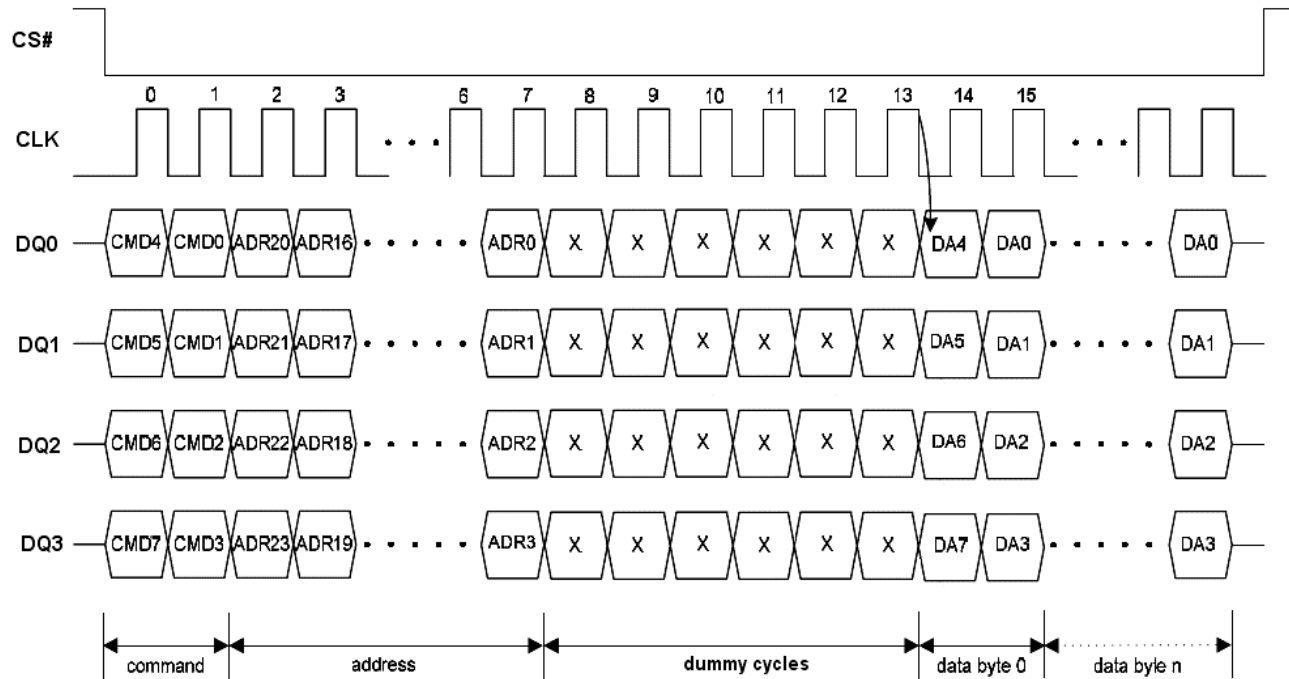 CS#
0 1 2 3 6 7 8 9 10 11 12 13 14 15
CLK
DQ0 CMD4 CMD0 ADR20 ADR16 ADR0 X X X X X X DA4 DA0 DA0
DQ1 CMD5 CMD1 ADR21 ADR17 ADR1 X X X X X X DA5 DA1 DA1
DQ2 CMD6 CMD2 ADR22 ADR18 ADR2 X X X X X X DA6 DA2 DA2
DQ3 CMD7 CMD3 ADR23 ADR19 ADR3 X X X X X X DA7 DA3 DA3
command address dummy cycles data byte 0 data byle n